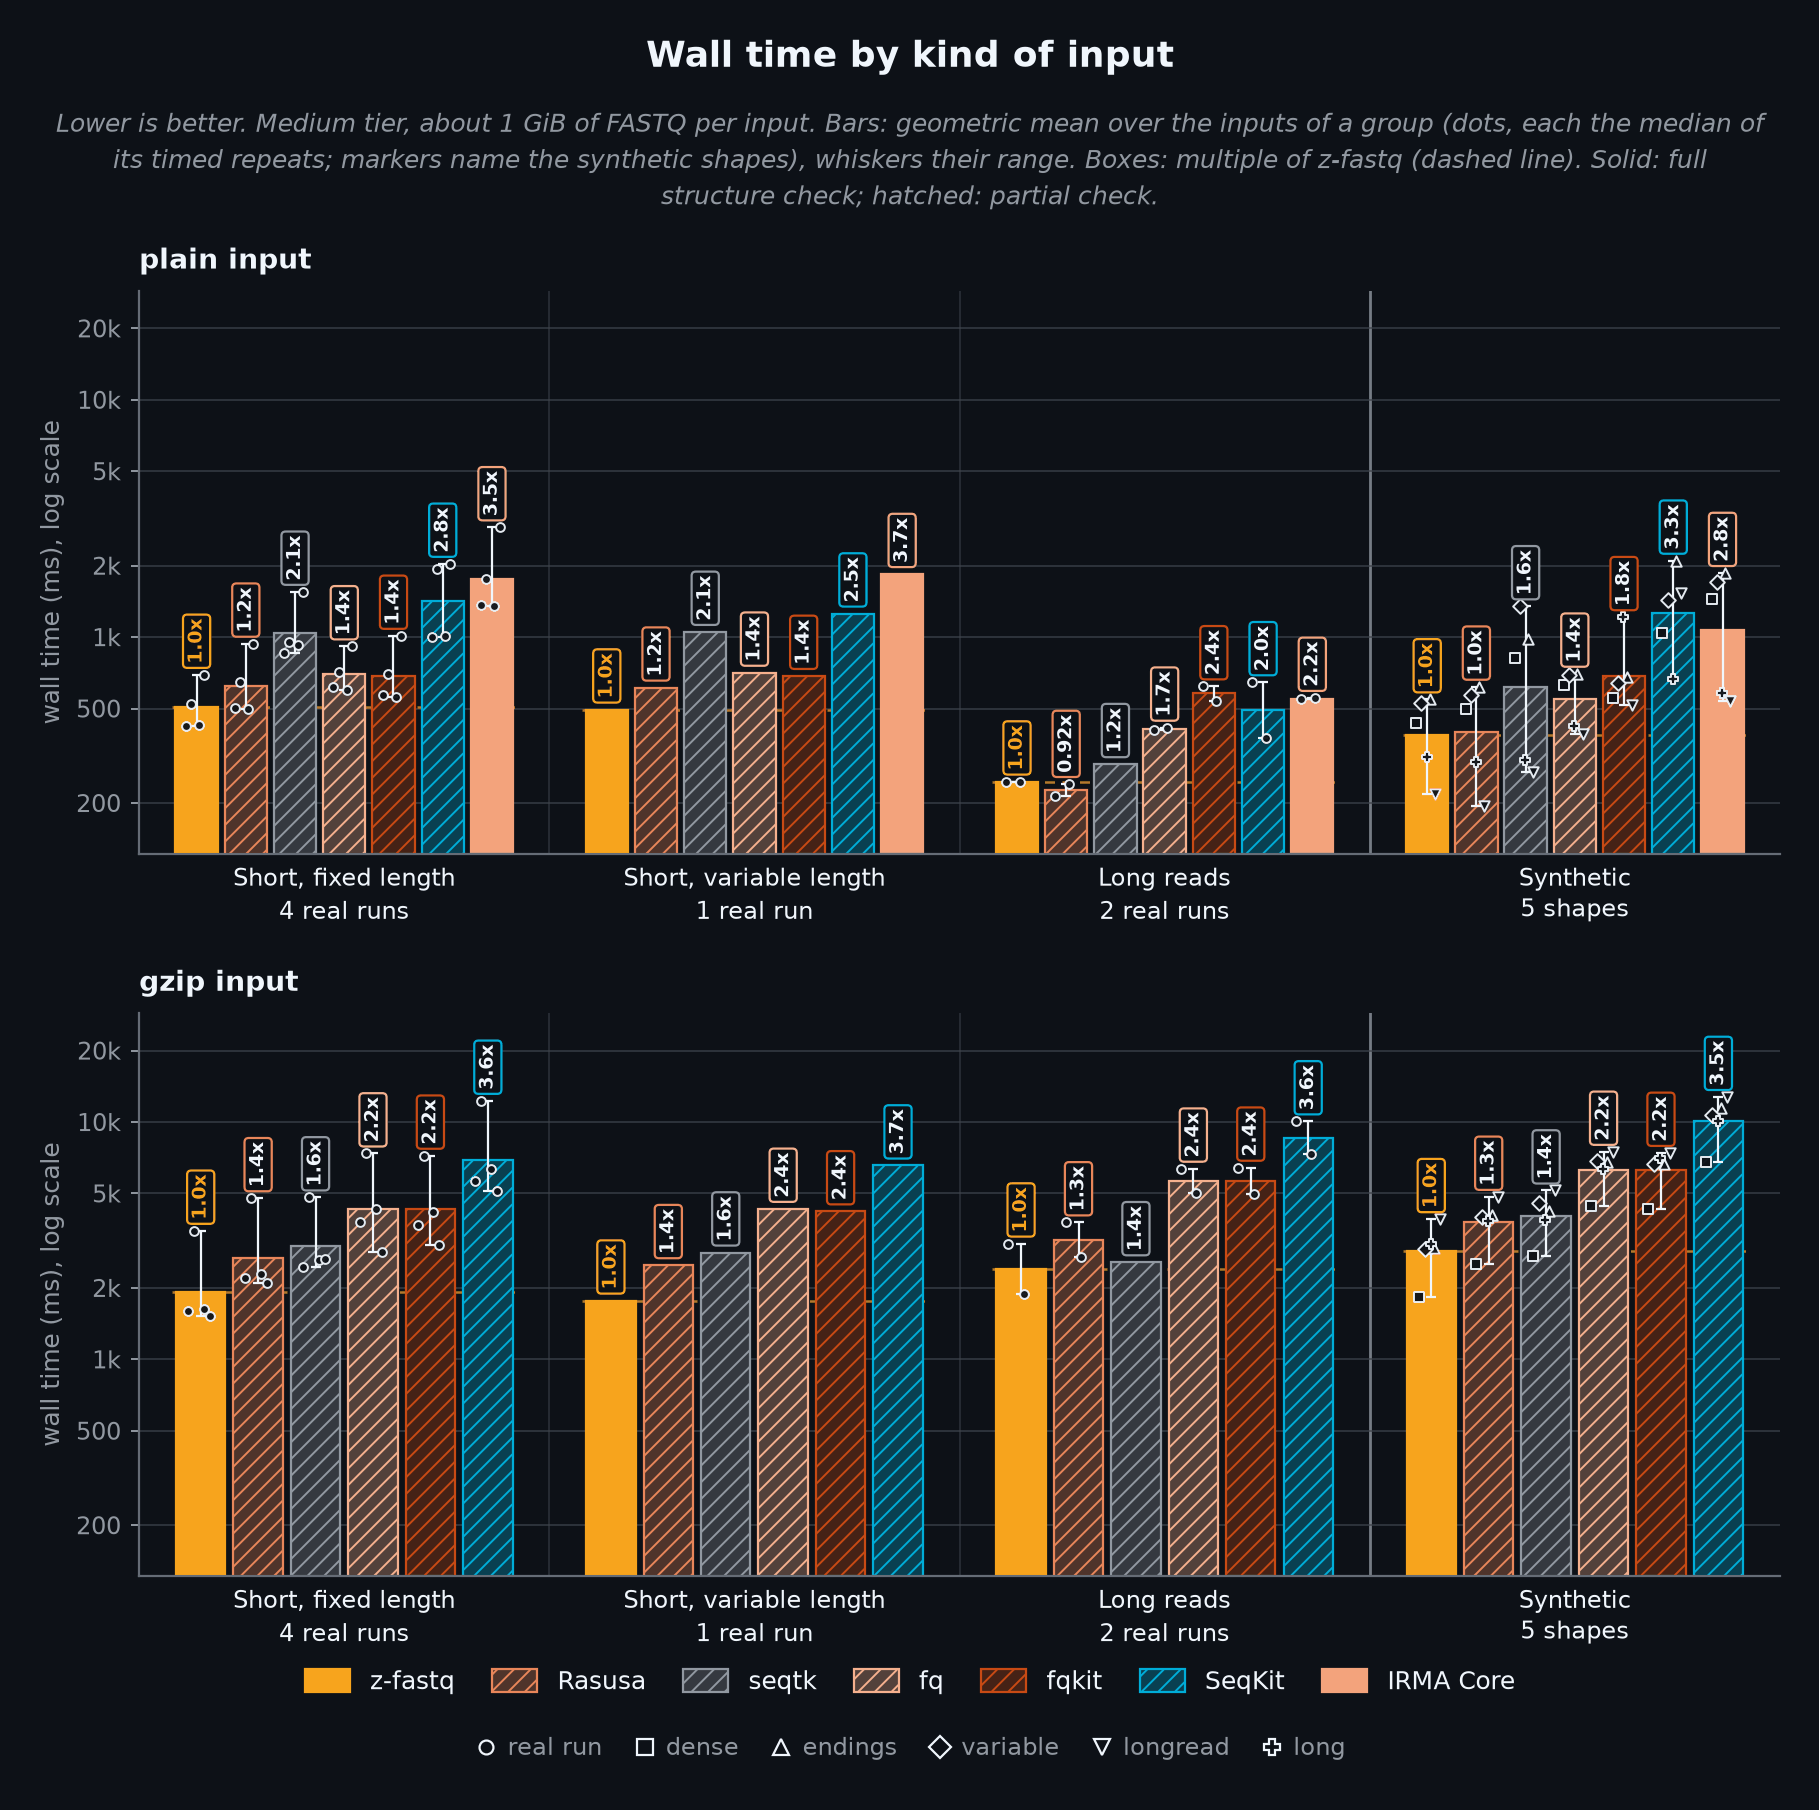 Wall time by kind of input
Lower is better. Medium tier, about 1 GiB of FASTQ per input. Bars: geometric mean over the inputs of a group (dots, each the median of
its timed repeats; markers name the synthetic shapes), whiskers their range. Boxes: multiple of z-fastq (dashed line). Solid: full
structure check; hatched: partial check.
plain input
wall time (ms), log scale
20k
10k
5k
2k
1k
500
200
1.0x
1.2x
2.1x
1.4x
1.4x
2.8x
3.5x
1.0x
1.2x
2.1x
1.4x
1.4x
2.5x
3.7x
1.0x
0.92x
1.2x
1.7x
2.4x
2.0x
2.2x
1.0x
1.0x
1.6x
1.4x
1.8x
3.3x
2.8x
Short, fixed length
4 real runs
Short, variable length
1 real run
Long reads
2 real runs
Synthetic
5 shapes
gzip input
wall time (ms), log scale
20k
10k
5k
2k
1k
500
200
1.0x
1.4x
1.6x
2.2x
2.2x
3.6x
1.0x
1.4x
1.6x
2.4x
2.4x
3.7x
1.0x
1.3x
1.4x
2.4x
2.4x
3.6x
1.0x
1.3x
1.4x
2.2x
2.2x
3.5x
Short, fixed length
4 real runs
Short, variable length
1 real run
Long reads
2 real runs
Synthetic
5 shapes
z-fastq Rasusa seqtk fq fqkit SeqKit IRMA Core
real run dense endings variable longread long